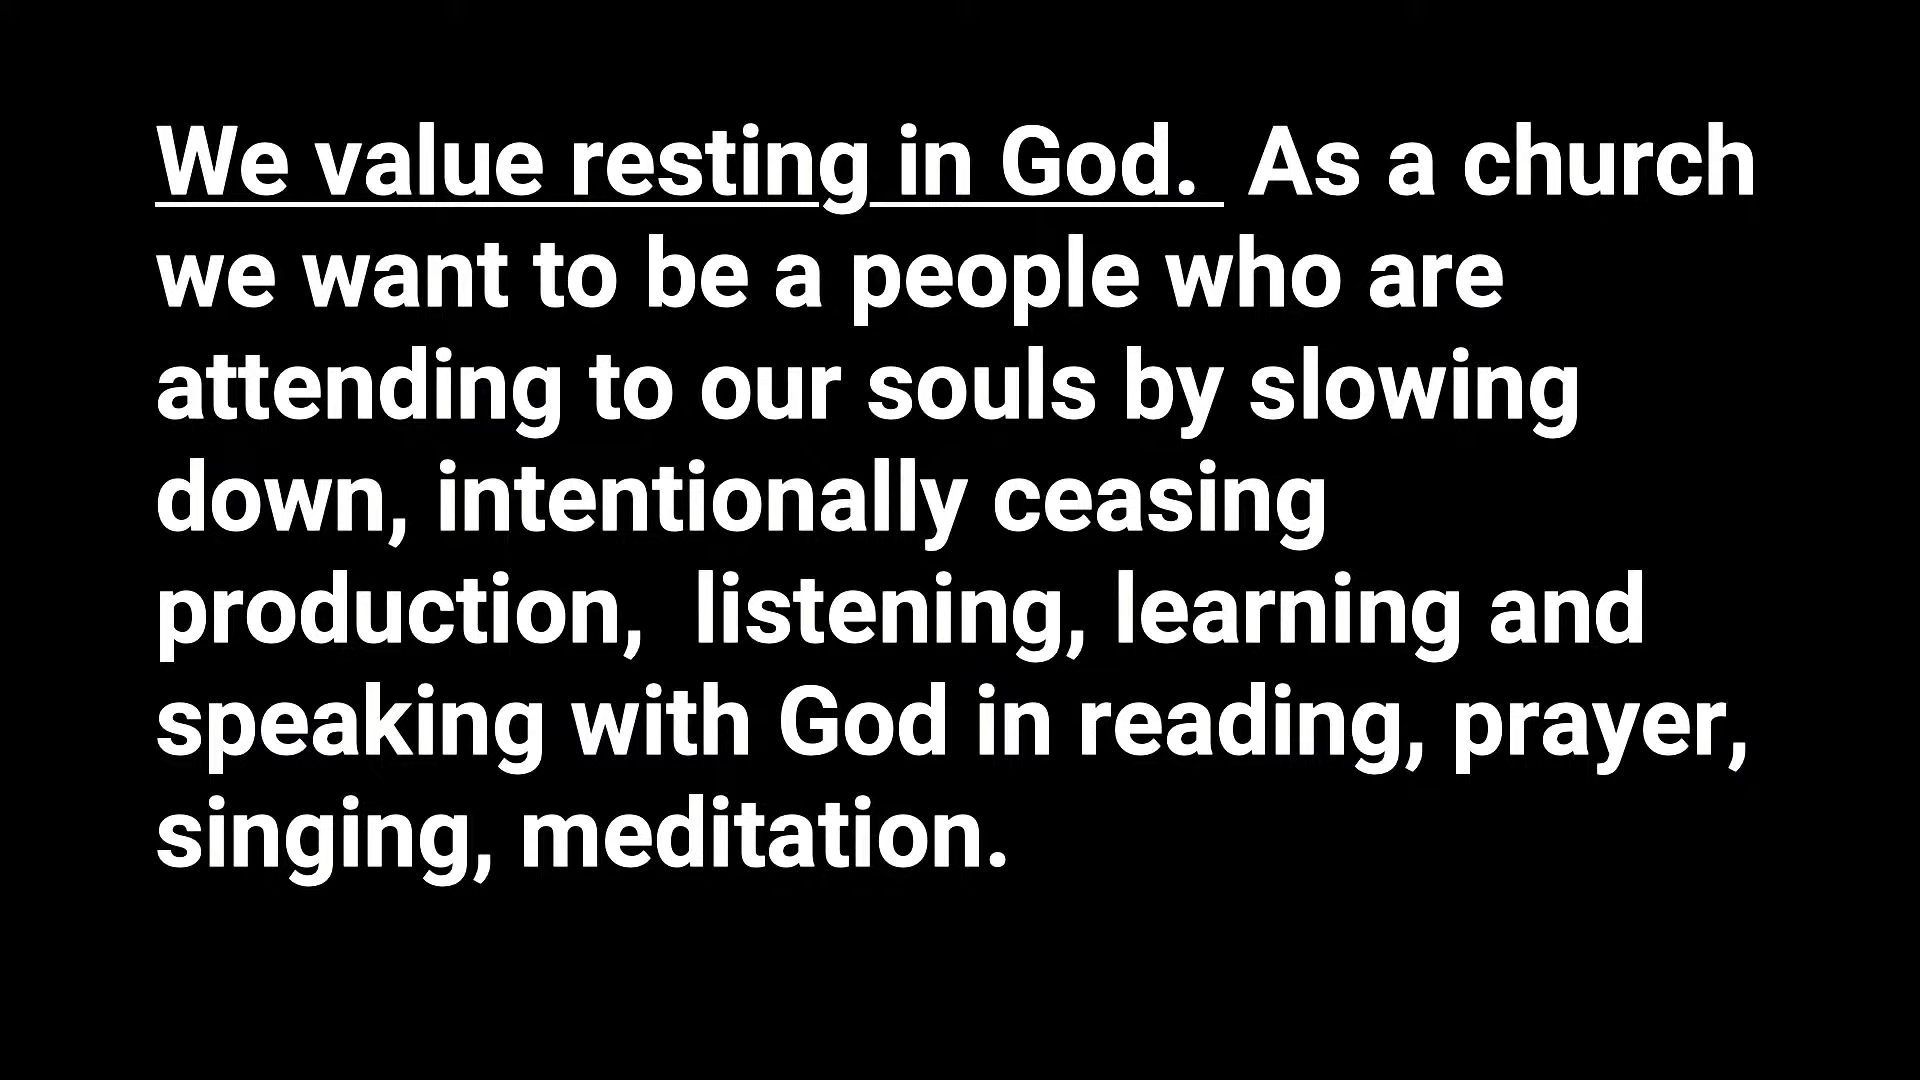 We value resting in God.  As a church
we want to be a people who are
attending to our souls by slowing
down, intentionally ceasing
production,  listening, learning and
speaking with God in reading, prayer,
singing, meditation.